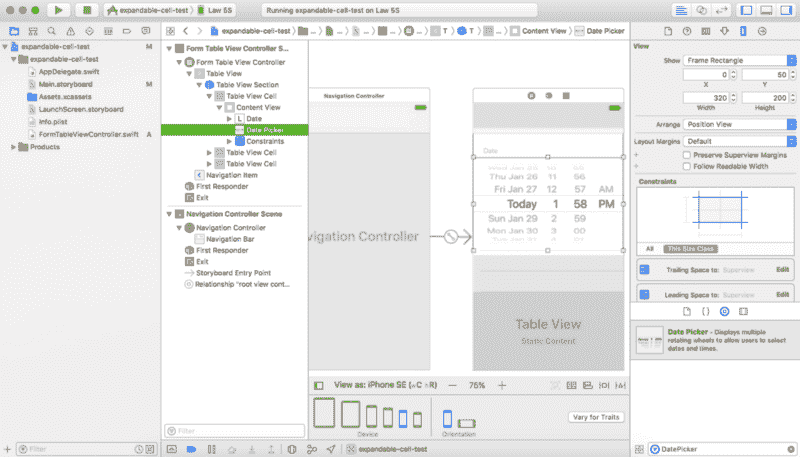 expandable-cell-test
Law 5S
Running expandable-cell-test on Law 5S
expandable-cell-test
M
expandable-cell-test
AppDelegate.swift
Main.storyboard
M
Assets.xcassets
LaunchScreen.storyboard
Info.plist
FormTableViewController.swift
A
Products
Filter
expandable-cell-test
Content View
Date Picker
Form Table View Controller S...
Form Table View Controller
Table View
Table View Section
Table View Cell
Content View
L Date
Date Picker
Constraints
Table View Cell
Table View Cell
Navigation Item
First Responder
Exit
Navigation Controller Scene
Navigation Controller
Navigation Bar
First Responder
Exit
Storyboard Entry Point
Relationship "root view cont...
Filter
Navigation Controller
vigation Controller
Date
Wed Jan 25 11 55
Thu Jan 26 11 56
Fri Jan 27 12 57 AM
Today 1 58 PM
Sun Jan 29 2 59
Mon Jan 30 3 00
Table View
Static Content
View as: iPhone SE (wC hR)
75%
Device
Orientation
Vary for Traits
expandable-cell-test
View
Show Frame Rectangle
0 50
X Y
320 200
Width Height
Arrange Position View
Layout Margins Default
Preserve Superview Margins
Follow Readable Width
Constraints
All This Size Class
Trailing Space to: Superview Edit
Leading Space to: Superview Edit
Date Picker - Displays multiple
rotating wheels to allow users to select
dates and times.
DatePicker